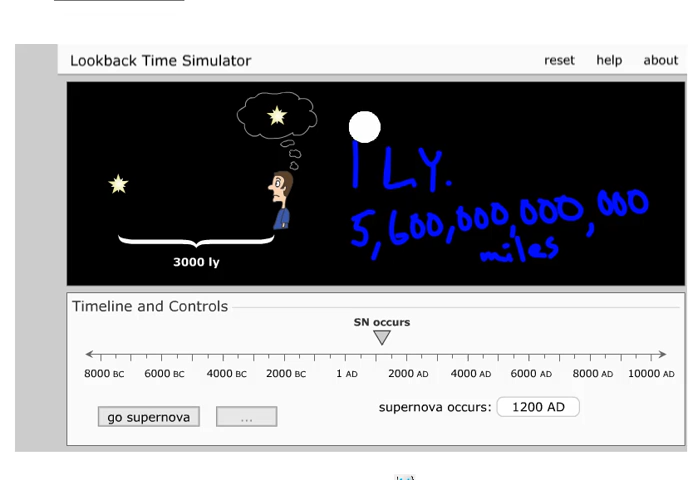 Lookback Time Simulator
reset help about
1 LY.
5,600,000,000,000
miles
3000 ly
Timeline and Controls
SN occurs
8000 BC 6000 BC 4000 BC 2000 BC 1 AD 2000 AD 4000 AD 6000 AD 8000 AD 10000 AD
supernova occurs: 1200 AD
go supernova ...